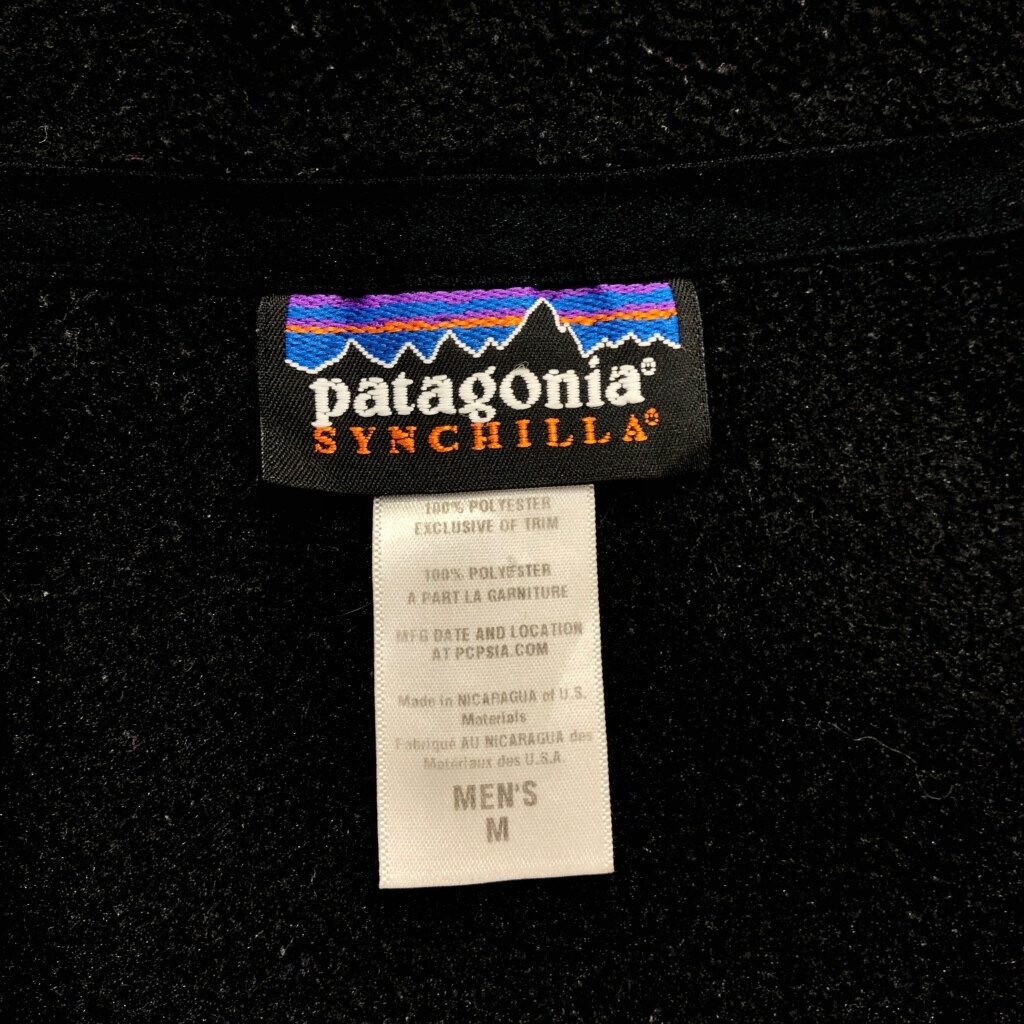 patagonia®
SYNCHILLA®
100% POLYESTER
EXCLUSIVE OF TRIM
100% POLYESTER
A PART LA GARNITURE
MFG DATE AND LOCATION
AT PCPSIA.COM
Made in NICARAGUA of U.S.
Materials
Fabriqué AU NICARAGUA des
Matériaux des U.S.A.
MEN'S
M